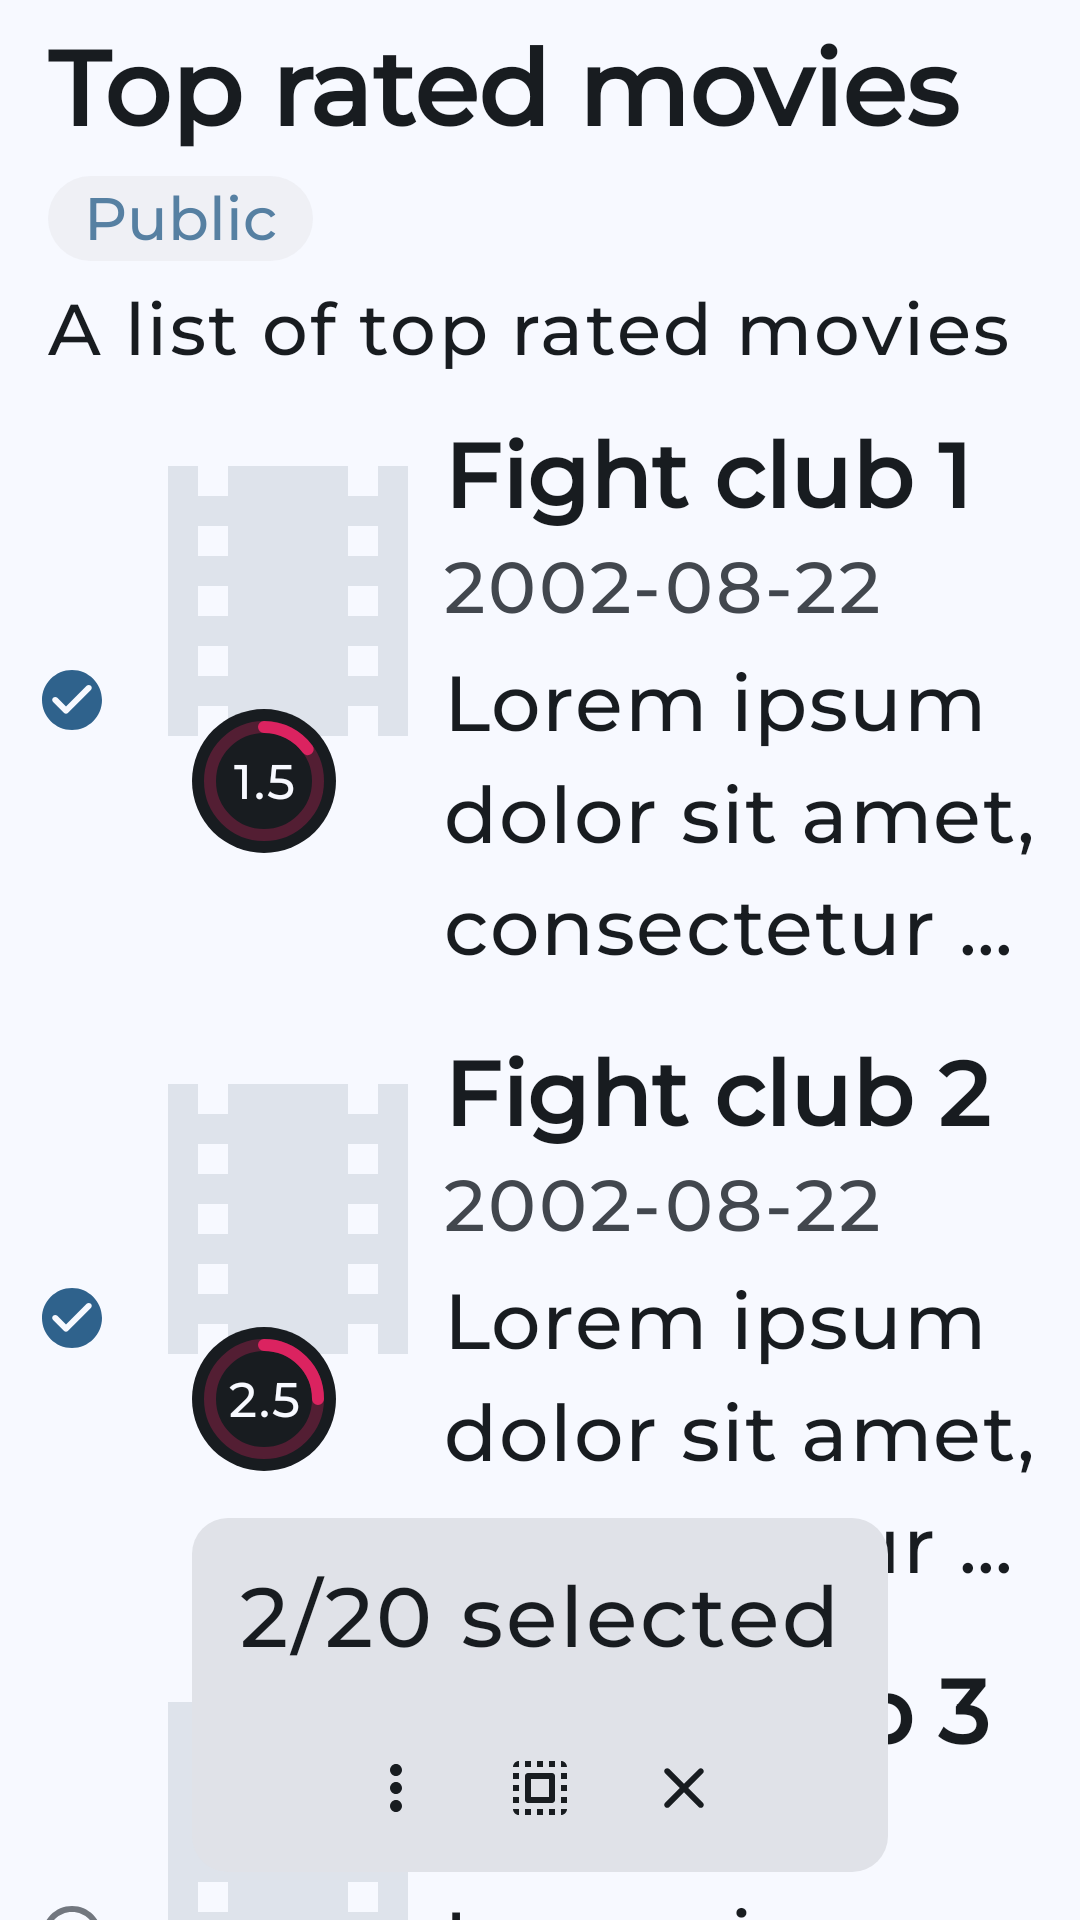 Top rated movies
Public
A list of top rated movies
Fight club 1
2002-08-22
Lorem ipsum
dolor sit amet,
consectetur ...
1.5
Fight club 2
2002-08-22
Lorem ipsum
dolor sit amet,
2.5
2/20 selected
3